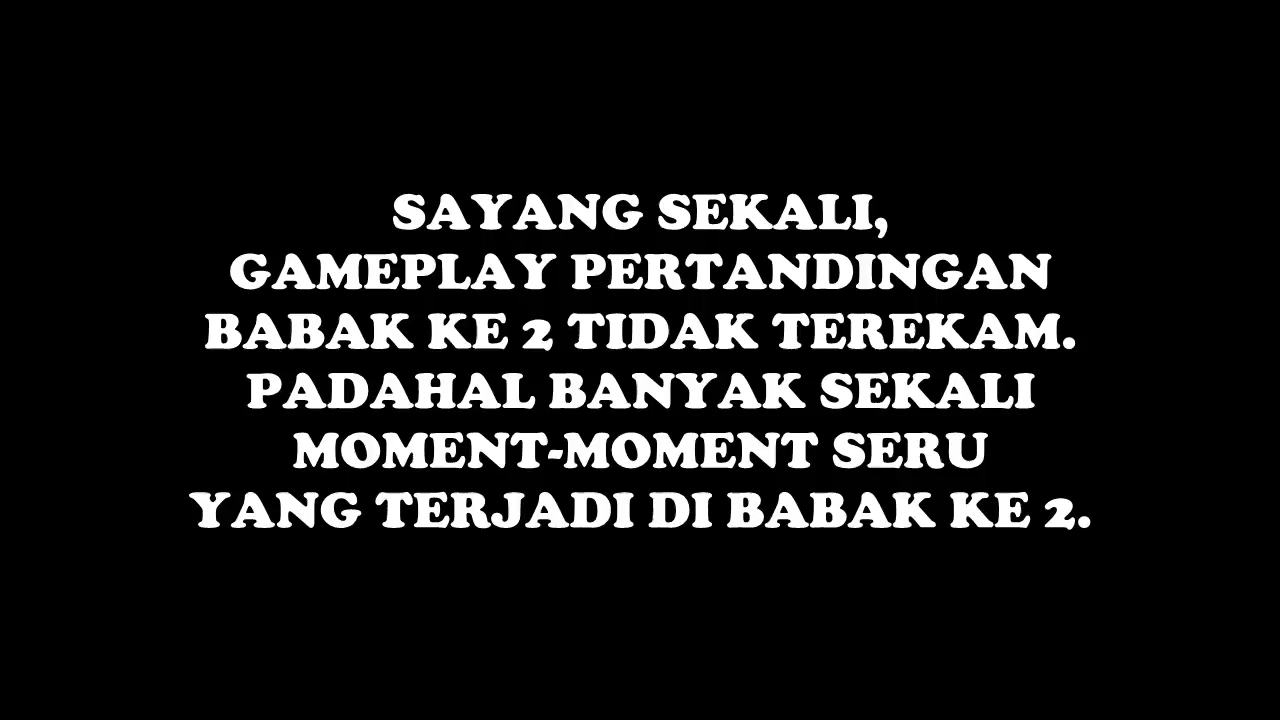 SAYANG SEKALI,
GAMEPLAY PERTANDINGAN
BABAK KE 2 TIDAK TEREKAM.
PADAHAL BANYAK SEKALI
MOMENT-MOMENT SERU
YANG TERJADI DI BABAK KE 2.